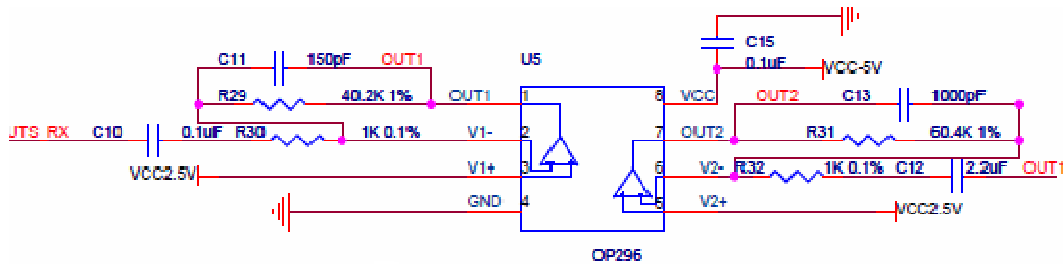 C11 150pF OUT1
R29 40.2K 1% OUT1
UTS_RX C10 0.1uF R30 1K 0.1% V1-
VCC2.5V V1+
GND
U5
1 8
2 7
3 6
4 5
OP296
C15
0.1uF
VCC-5V
VCC OUT2 C13 1000pF
OUT2 R31 60.4K 1%
V2- R32 1K 0.1% C12 2.2uF OUT1
V2+ VCC2.5V